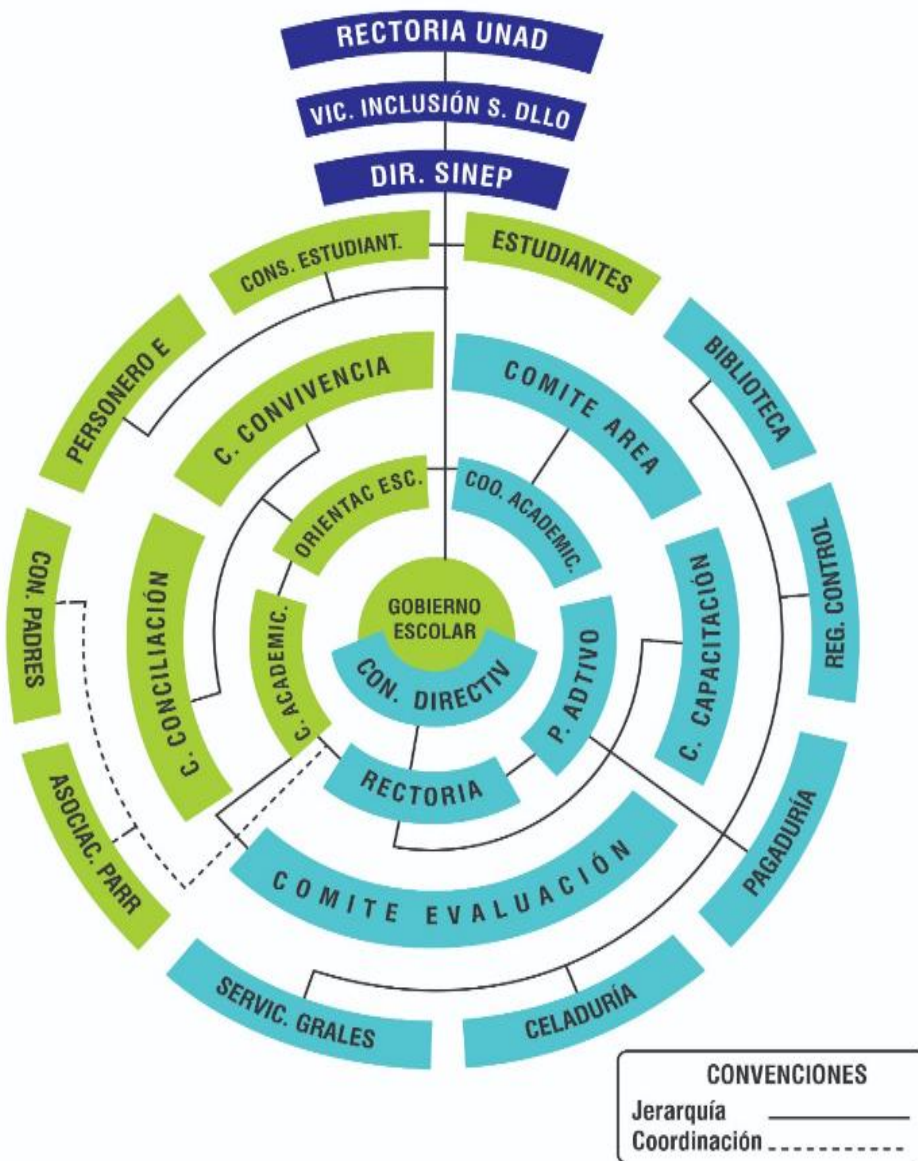 RECTORIA UNAD
VIC. INCLUSIÓN S. DLLO
DIR. SINEP
CONS. ESTUDIANT.
ESTUDIANTES
PERSONERO E
C. CONVIVENCIA
COMITE AREA
BIBLIOTECA
ORIENTAC ESC.
COO. ACADEMIC.
CON. PADRES
C. CONCILIACIÓN
C. ACADEMIC.
GOBIERNO
ESCOLAR
CON. DIRECTIV
P. ADTIVO
C. CAPACITACIÓN
REG. CONTROL
RECTORIA
ASOCIAC. PARR
COMITE EVALUACIÓN
PAGADURÍA
SERVIC. GRALES
CELADURÍA
CONVENCIONES
Jerarquía
Coordinación